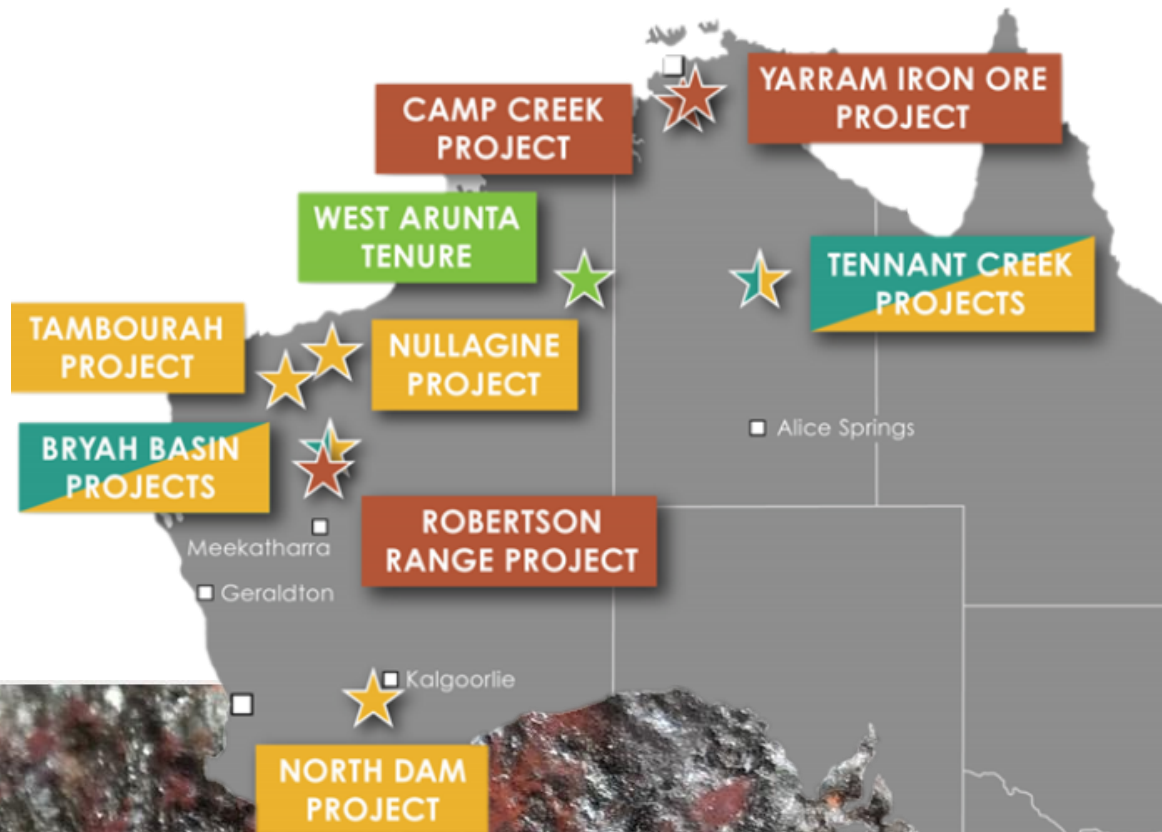 CAMP CREEK
PROJECT
YARRAM IRON ORE
PROJECT
WEST ARUNTA
TENURE
TENNANT CREEK
PROJECTS
TAMBOURAH
PROJECT
NULLAGINE
PROJECT
Alice Springs
BRYAH BASIN
PROJECTS
ROBERTSON
RANGE PROJECT
Meekatharra
Geraldton
Kalgoorlie
NORTH DAM
PROJECT